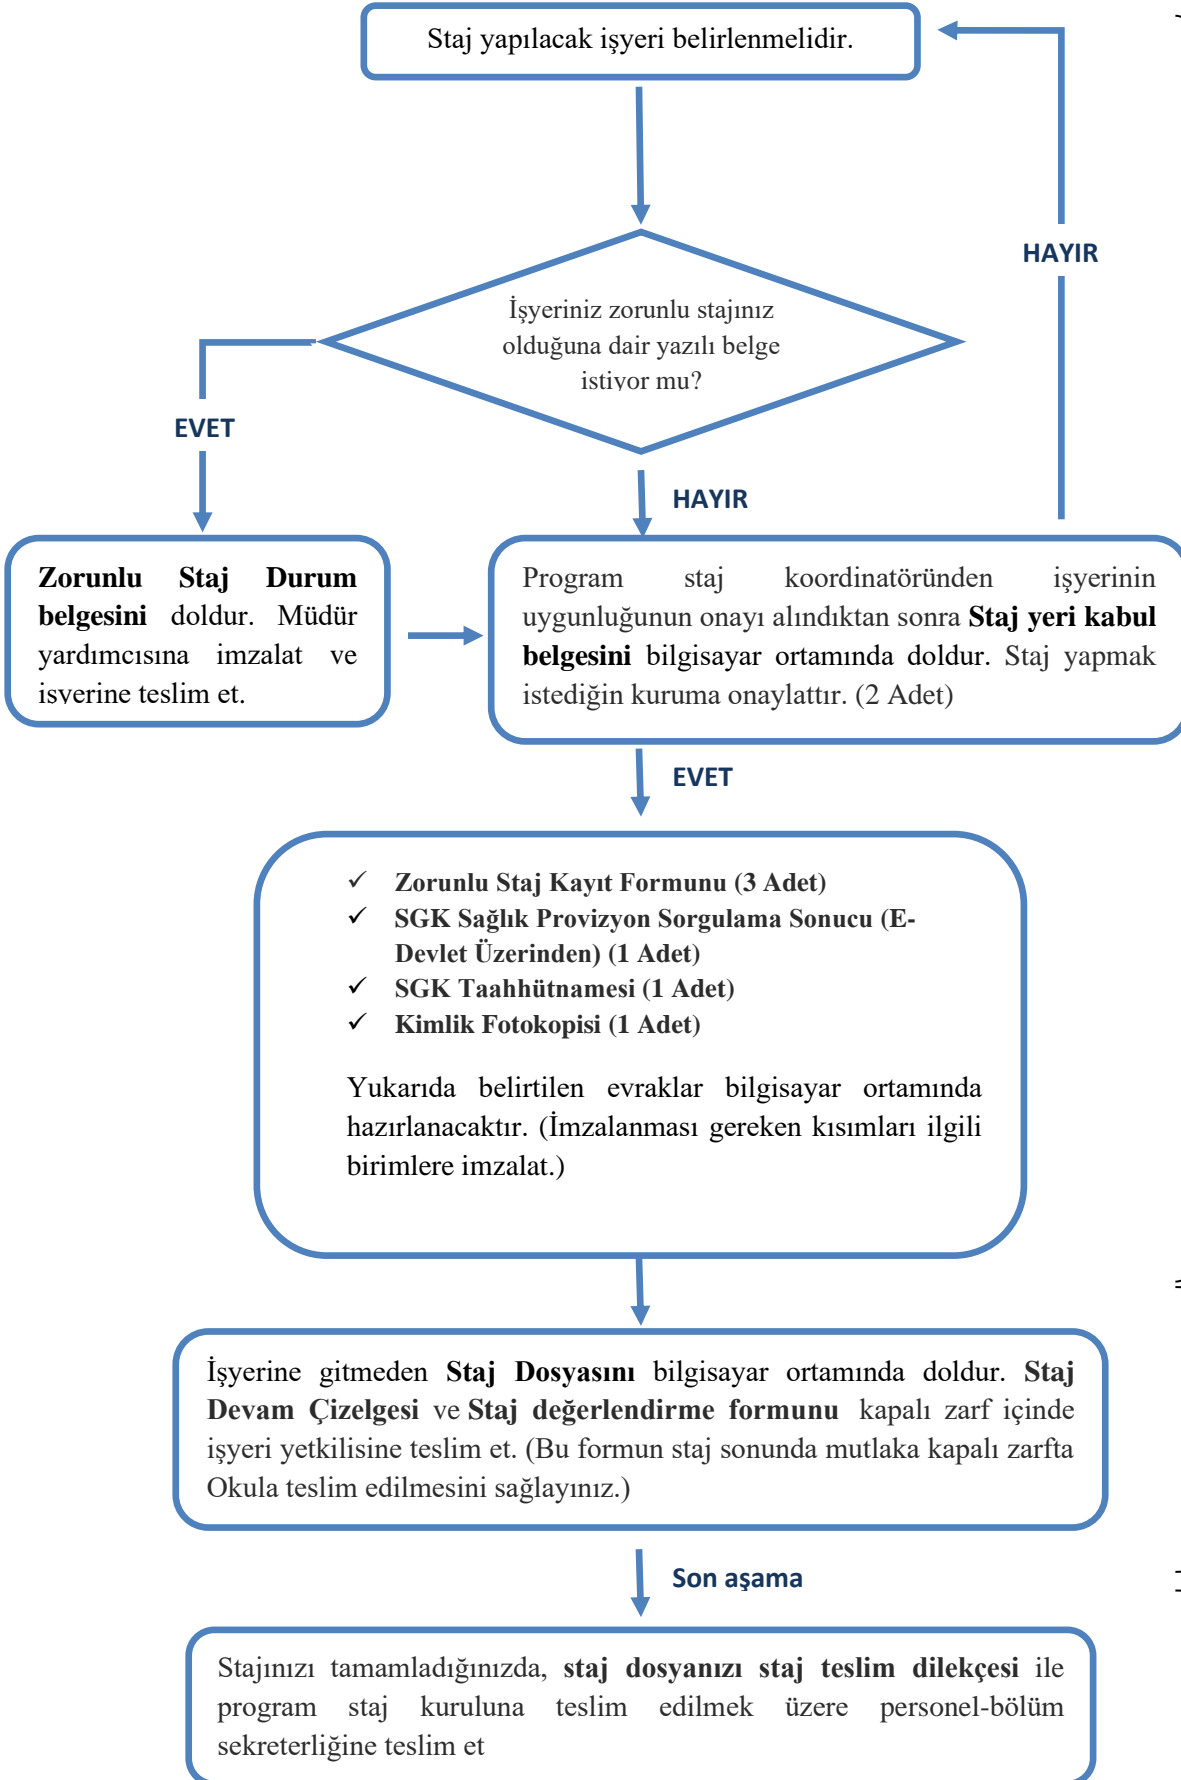 Staj yapılacak işyeri belirlenmelidir.
HAYIR
İşyeriniz zorunlu stajınız
olduğuna dair yazılı belge
istiyor mu?
EVET
HAYIR
Zorunlu Staj Durum
belgesini doldur. Müdür
yardımcısına imzalat ve
işyerine teslim et.
Program staj koordinatöründen işyerinin
uygunluğunun onayı alındıktan sonra Staj yeri kabul
belgesini bilgisayar ortamında doldur. Staj yapmak
istediğin kuruma onaylattır. (2 Adet)
EVET
✓ Zorunlu Staj Kayıt Formunu (3 Adet)
✓ SGK Sağlık Provizyon Sorgulama Sonucu (E-
Devlet Üzerinden) (1 Adet)
✓ SGK Taahhütnamesi (1 Adet)
✓ Kimlik Fotokopisi (1 Adet)
Yukarıda belirtilen evraklar bilgisayar ortamında
hazırlanacaktır. (İmzalanması gereken kısımları ilgili
birimlere imzalat.)
İşyerine gitmeden Staj Dosyasını bilgisayar ortamında doldur. Staj
Devam Çizelgesi ve Staj değerlendirme formunu kapalı zarf içinde
işyeri yetkilisine teslim et. (Bu formun staj sonunda mutlaka kapalı zarfta
Okula teslim edilmesini sağlayınız.)
Son aşama
Stajınızı tamamladığınızda, staj dosyanızı staj teslim dilekçesi ile
program staj kuruluna teslim edilmek üzere personel-bölüm
sekreterliğine teslim et